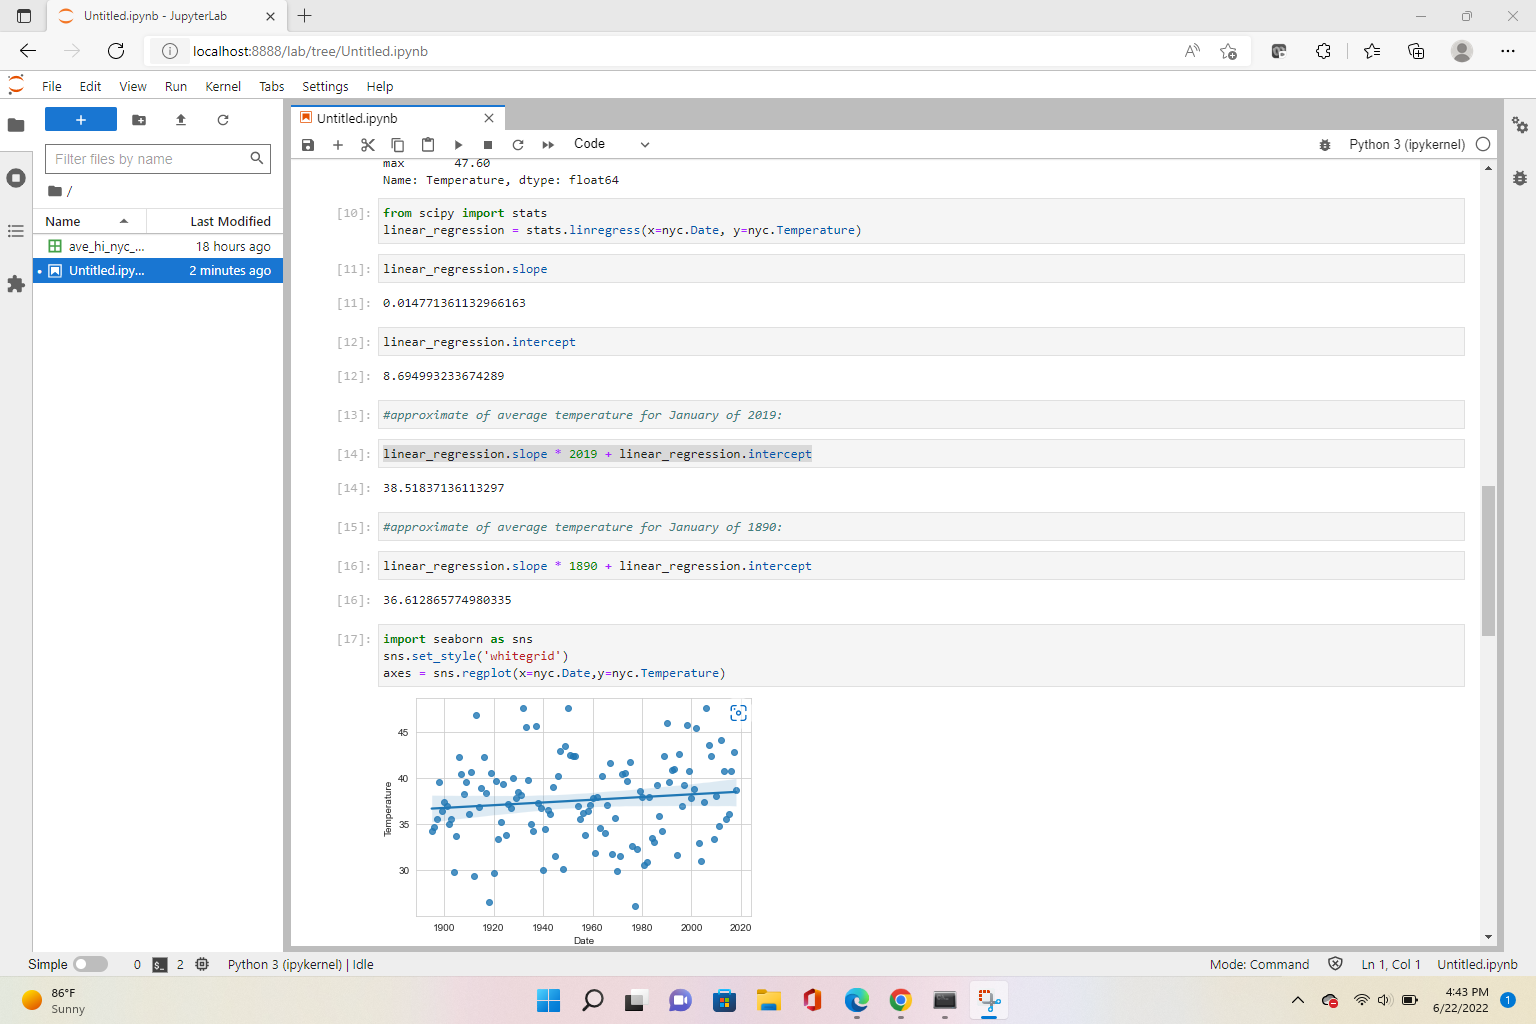 Untitled.ipynb - JupyterLab
localhost:8888/lab/tree/Untitled.ipynb
File Edit View Run Kernel Tabs Settings Help
+
Filter files by name
/
Name Last Modified
ave_hi_nyc_... 18 hours ago
Untitled.ipy... 2 minutes ago
Untitled.ipynb
Code
Python 3 (ipykernel)
max 47.60
Name: Temperature, dtype: float64
[10]: from scipy import stats
linear_regression = stats.linregress(x=nyc.Date, y=nyc.Temperature)
[11]: linear_regression.slope
[11]: 0.014771361132966163
[12]: linear_regression.intercept
[12]: 8.694993233674289
[13]: #approximate of average temperature for January of 2019:
[14]: linear_regression.slope * 2019 + linear_regression.intercept
[14]: 38.51837136113297
[15]: #approximate of average temperature for January of 1890:
[16]: linear_regression.slope * 1890 + linear_regression.intercept
[16]: 36.612865774980335
[17]: import seaborn as sns
sns.set_style('whitegrid')
axes = sns.regplot(x=nyc.Date,y=nyc.Temperature)
45
40
35
30
Temperature
1900 1920 1940 1960 1980 2000 2020
Date
Simple 0 2 Python 3 (ipykernel) | Idle
Mode: Command Ln 1, Col 1 Untitled.ipynb
86°F
Sunny
4:43 PM
6/22/2022
1